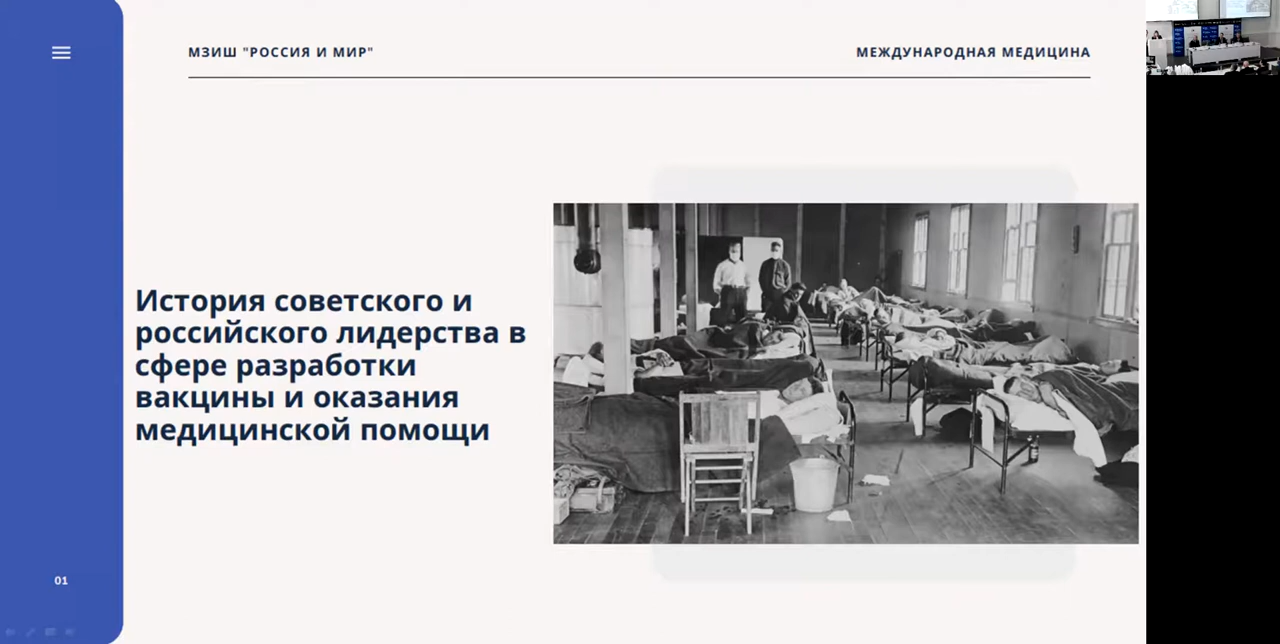 МЗИШ "РОССИЯ И МИР"
МЕЖДУНАРОДНАЯ МЕДИЦИНА
История советского и
российского лидерства в
сфере разработки
вакцины и оказания
медицинской помощи
01